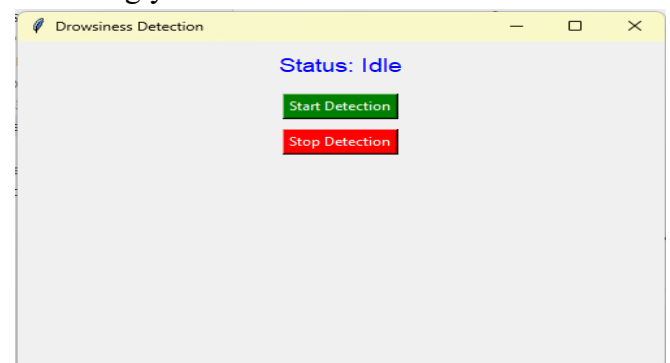 Drowsiness Detection
Status: Idle
Start Detection
Stop Detection